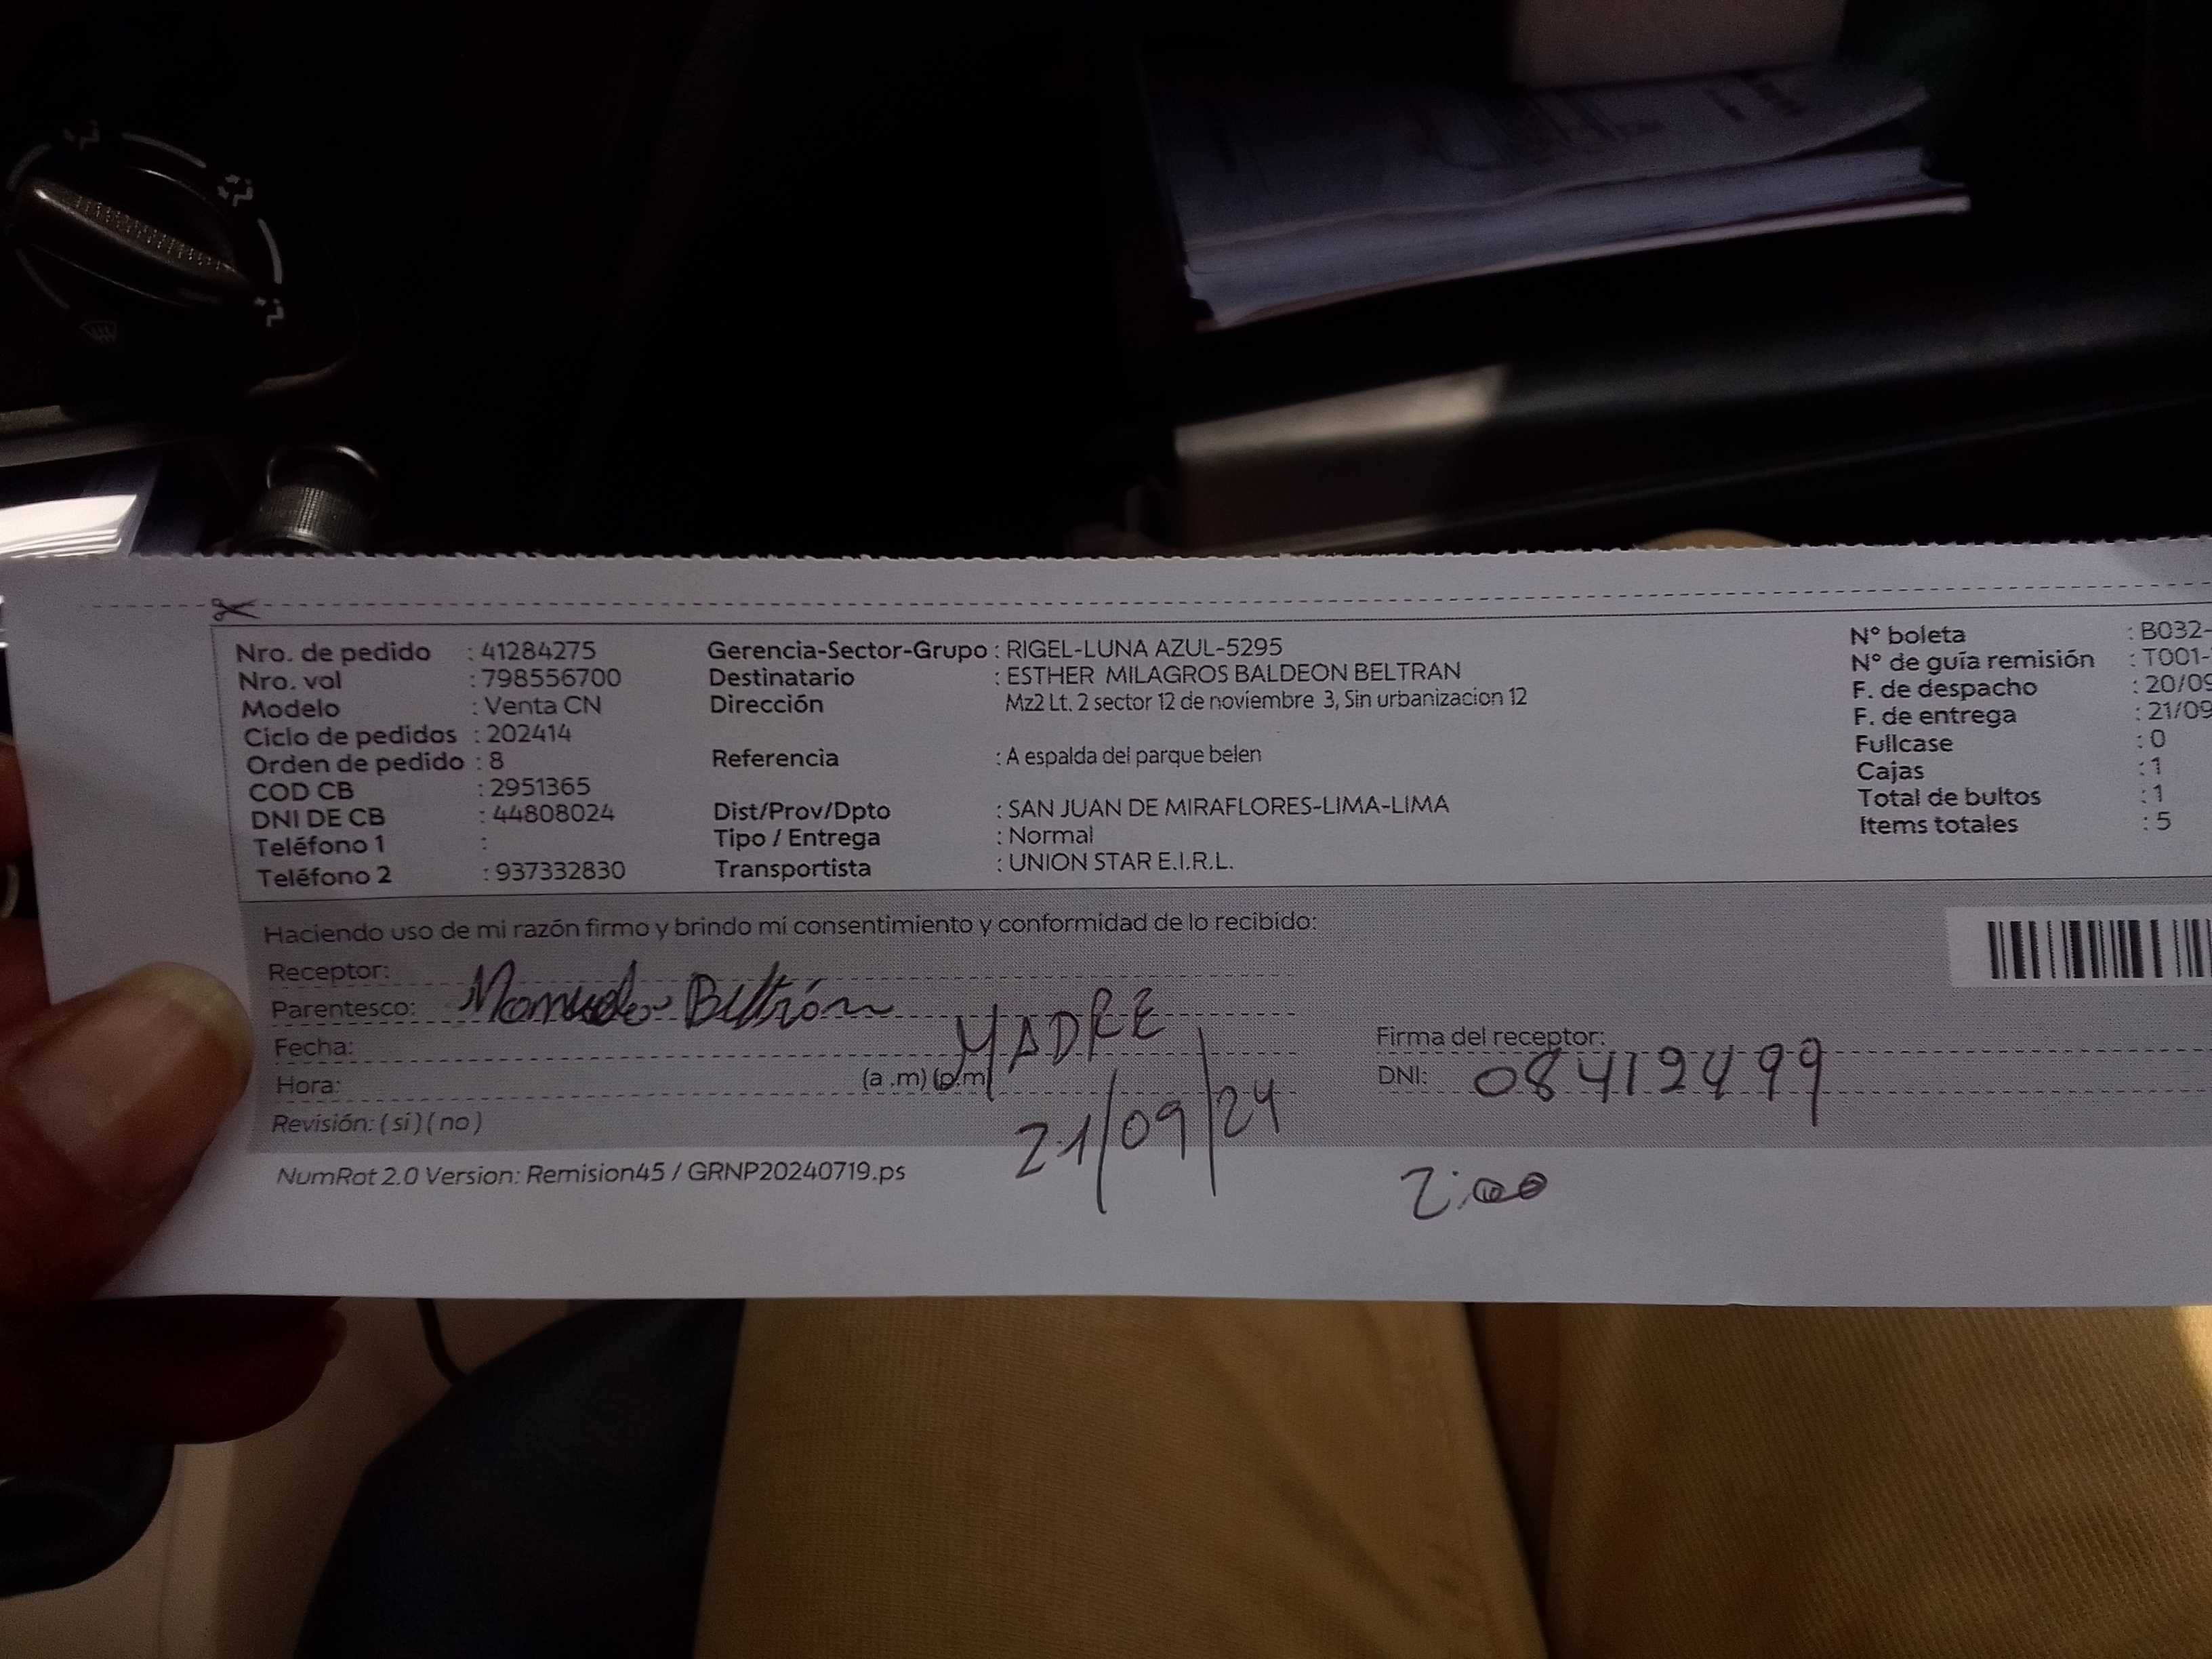 Nro. de pedido : 41284275
Nro. vol : 798556700
Modelo : Venta CN
Ciclo de pedidos : 202414
Orden de pedido : 8
COD CB : 2951365
DNI DE CB : 44808024
Teléfono 1 :
Teléfono 2 : 937332830
Gerencia-Sector-Grupo : RIGEL-LUNA AZUL-5295
Destinatario : ESTHER MILAGROS BALDEON BELTRAN
Dirección Mz2 Lt. 2 sector 12 de noviembre 3, Sin urbanizacion 12
Referencia : A espalda del parque belen
Dist/Prov/Dpto : SAN JUAN DE MIRAFLORES-LIMA-LIMA
Tipo / Entrega : Normal
Transportista : UNION STAR E.I.R.L.
N° boleta : B032-
N° de guía remisión : T001-
F. de despacho : 20/09
F. de entrega : 21/09
Fullcase : 0
Cajas : 1
Total de bultos : 1
Items totales : 5
Haciendo uso de mi razón firmo y brindo mi consentimiento y conformidad de lo recibido:
Receptor:
Parentesco: Beltrán
MADRE
Fecha:
Hora: (a .m) (p.m)
21/09/24
Revisión: ( sí ) ( no )
Firma del receptor:
DNI: 08412499
2:00
NumRot 2.0 Version: Remision45 / GRNP20240719.ps